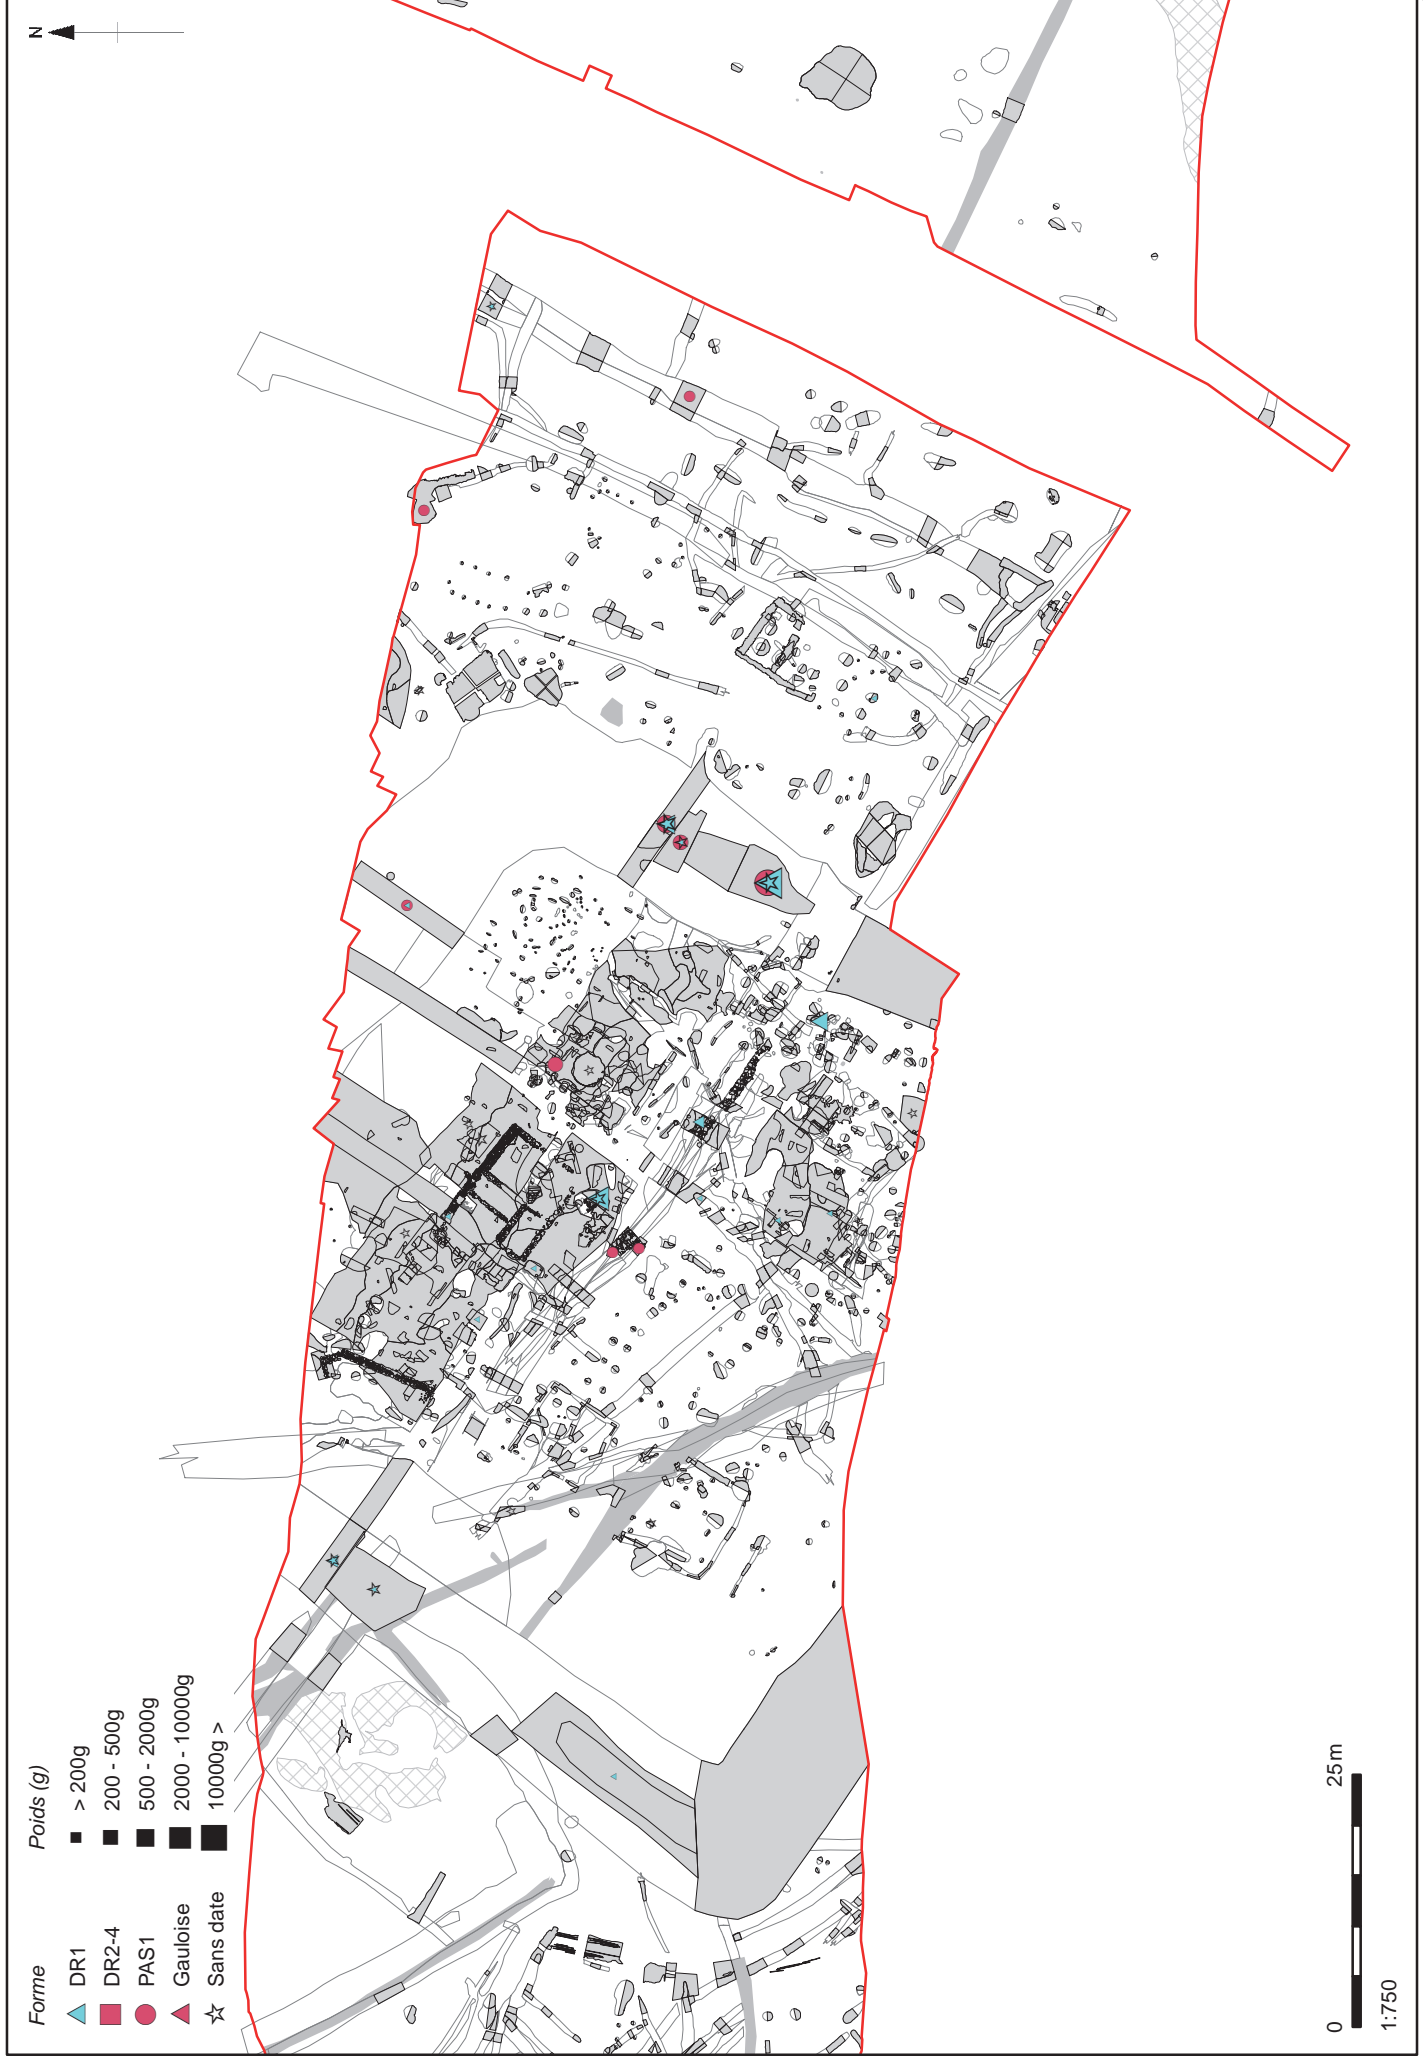 N
Forme
DR1
DR2-4
PAS1
Gauloise
Sans date
Poids (g)
> 200g
200 - 500g
500 - 2000g
2000 - 10000g
10000g >
0
25m
1:750